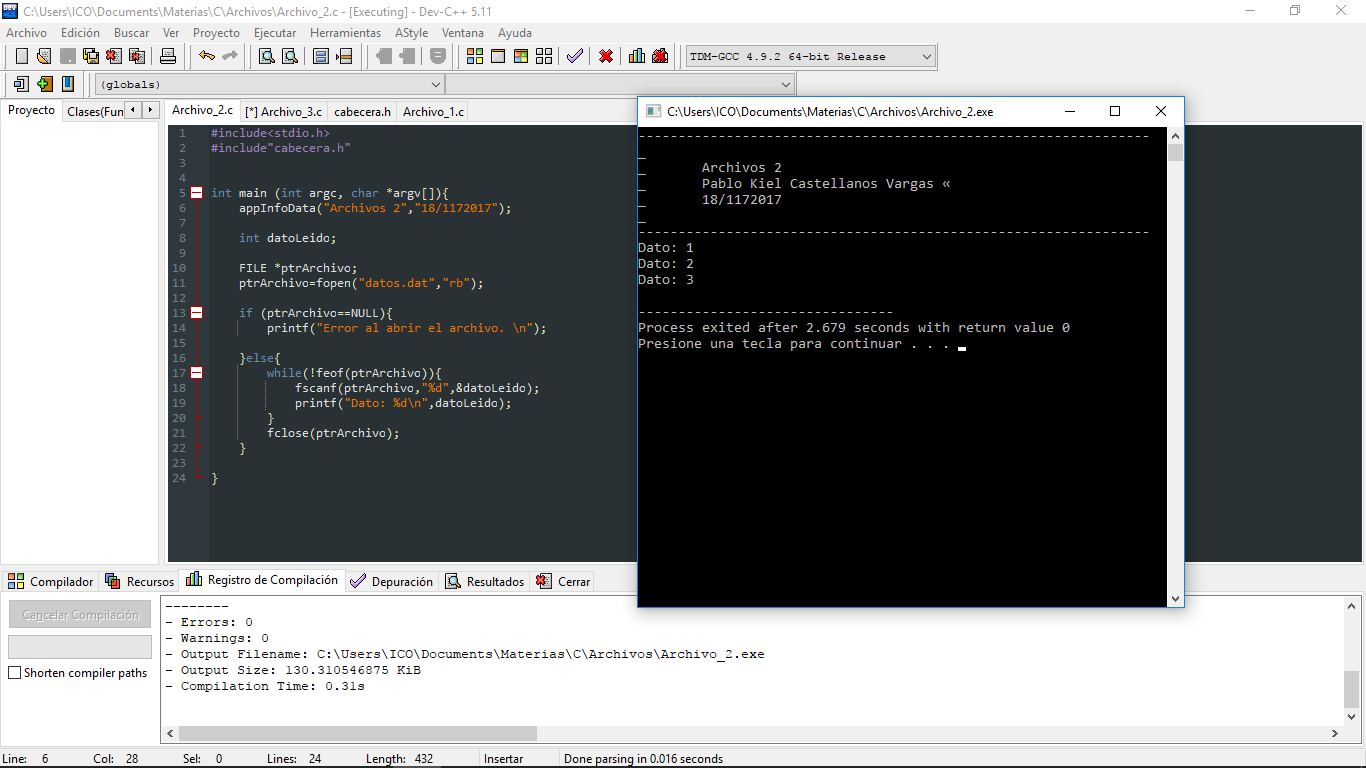 C:\Users\ICO\Documents\Materias\C\Archivos\Archivo_2.c - [Executing] - Dev-C++ 5.11
Archivo Edición Buscar Ver Proyecto Ejecutar Herramientas AStyle Ventana Ayuda
TDM-GCC 4.9.2 64-bit Release
(globals)
Proyecto Clases(Fun
Archivo_2.c [*] Archivo_3.c cabecera.h Archivo_1.c
1 #include<stdio.h>
2 #include"cabecera.h"
3
4
5 int main (int argc, char *argv[]){
6 appInfoData("Archivos 2","18/1172017");
7
8 int datoLeido;
9
10 FILE *ptrArchivo;
11 ptrArchivo=fopen("datos.dat","rb");
12
13 if (ptrArchivo==NULL){
14 printf("Error al abrir el archivo. \n");
15
16 }else{
17 while(!feof(ptrArchivo)){
18 fscanf(ptrArchivo,"%d",&datoLeido);
19 printf("Dato: %d\n",datoLeido);
20 }
21 fclose(ptrArchivo);
22 }
23
24 }
C:\Users\ICO\Documents\Materias\C\Archivos\Archivo_2.exe
----------------------------------------------------------------
_
_ Archivos 2
_ Pablo Kiel Castellanos Vargas «
_ 18/1172017
_
----------------------------------------------------------------
Dato: 1
Dato: 2
Dato: 3
--------------------------------
Process exited after 2.679 seconds with return value 0
Presione una tecla para continuar . . .
Compilador Recursos Registro de Compilación Depuración Resultados Cerrar
Cancelar Compilación
Shorten compiler paths
--------
- Errors: 0
- Warnings: 0
- Output Filename: C:\Users\ICO\Documents\Materias\C\Archivos\Archivo_2.exe
- Output Size: 130.310546875 KiB
- Compilation Time: 0.31s
Line: 6 Col: 28 Sel: 0 Lines: 24 Length: 432 Insertar Done parsing in 0.016 seconds